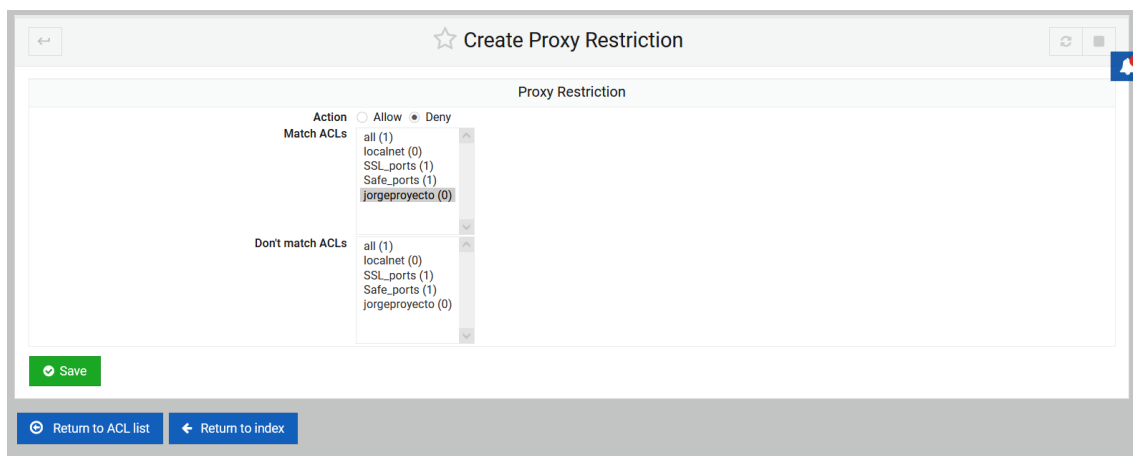 Create Proxy Restriction
Proxy Restriction
Action Allow Deny
Match ACLs
all (1)
localnet (0)
SSL_ports (1)
Safe_ports (1)
jorgeproyecto (0)
Don't match ACLs
all (1)
localnet (0)
SSL_ports (1)
Safe_ports (1)
jorgeproyecto (0)
Save
Return to ACL list Return to index